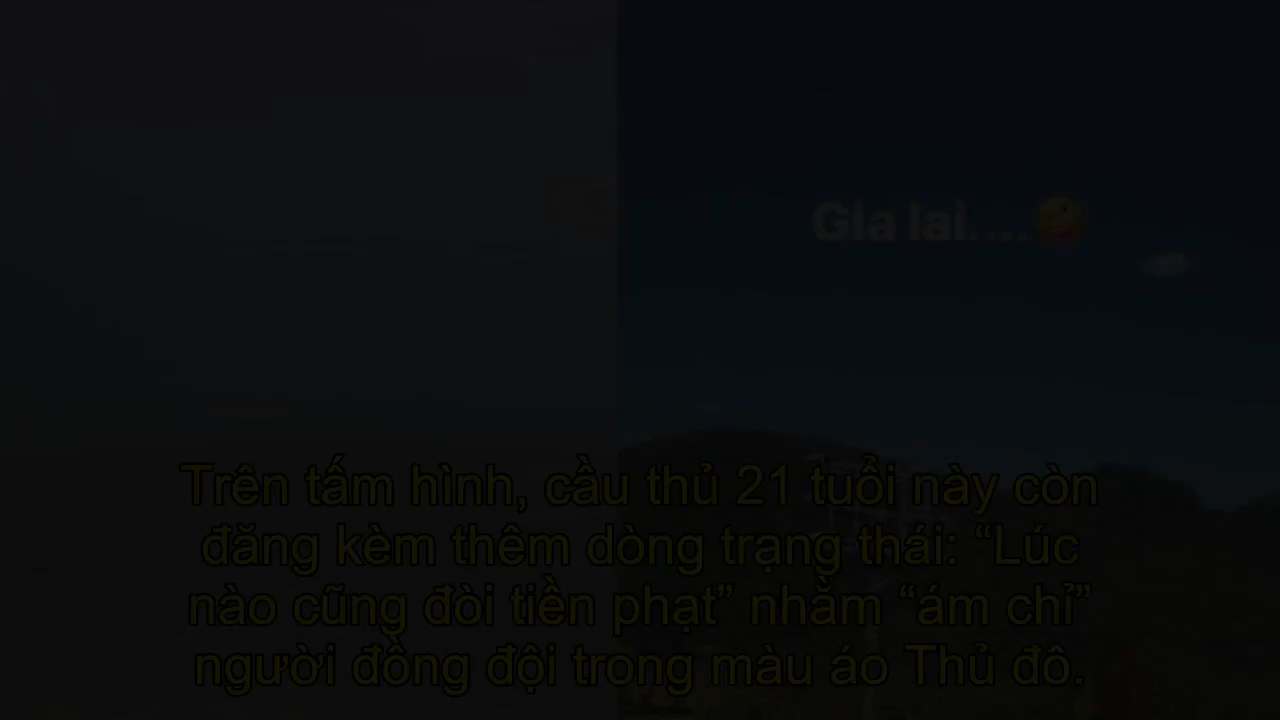 Gia lai....
Trên tấm hình, cầu thủ 21 tuổi này còn
đăng kèm thêm dòng trạng thái: “Lúc
nào cũng đòi tiền phạt” nhằm “ám chỉ”
người đồng đội trong màu áo Thủ đô.